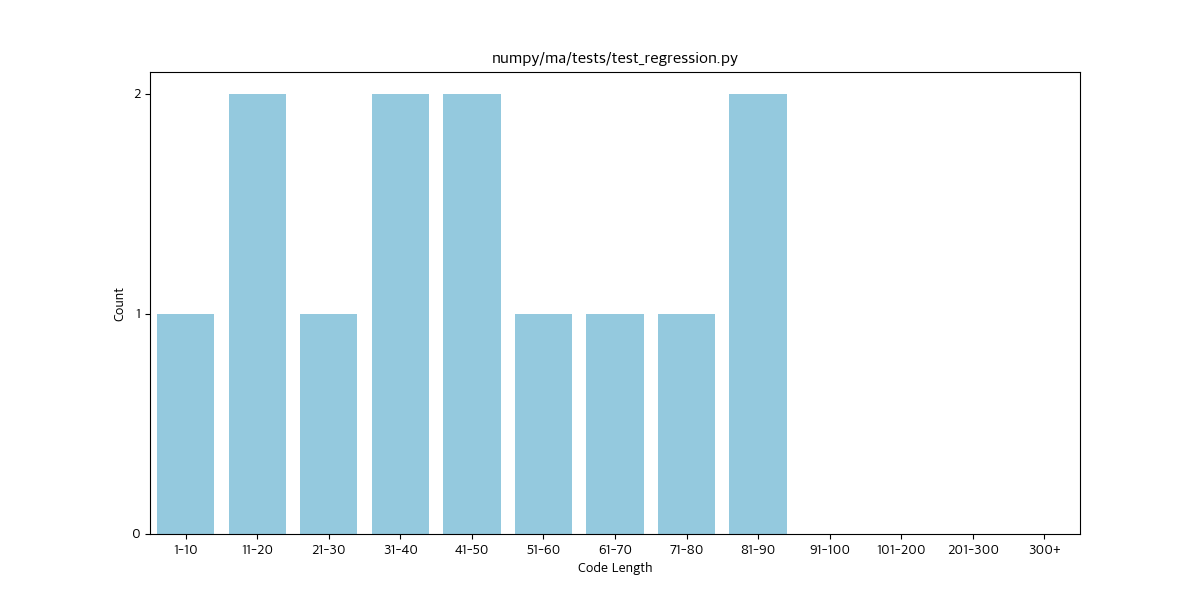 numpy/ma/tests/test_regression.py
Count
2
1
0
1-10 11-20 21-30 31-40 41-50 51-60 61-70 71-80 81-90 91-100 101-200 201-300 300+
Code Length